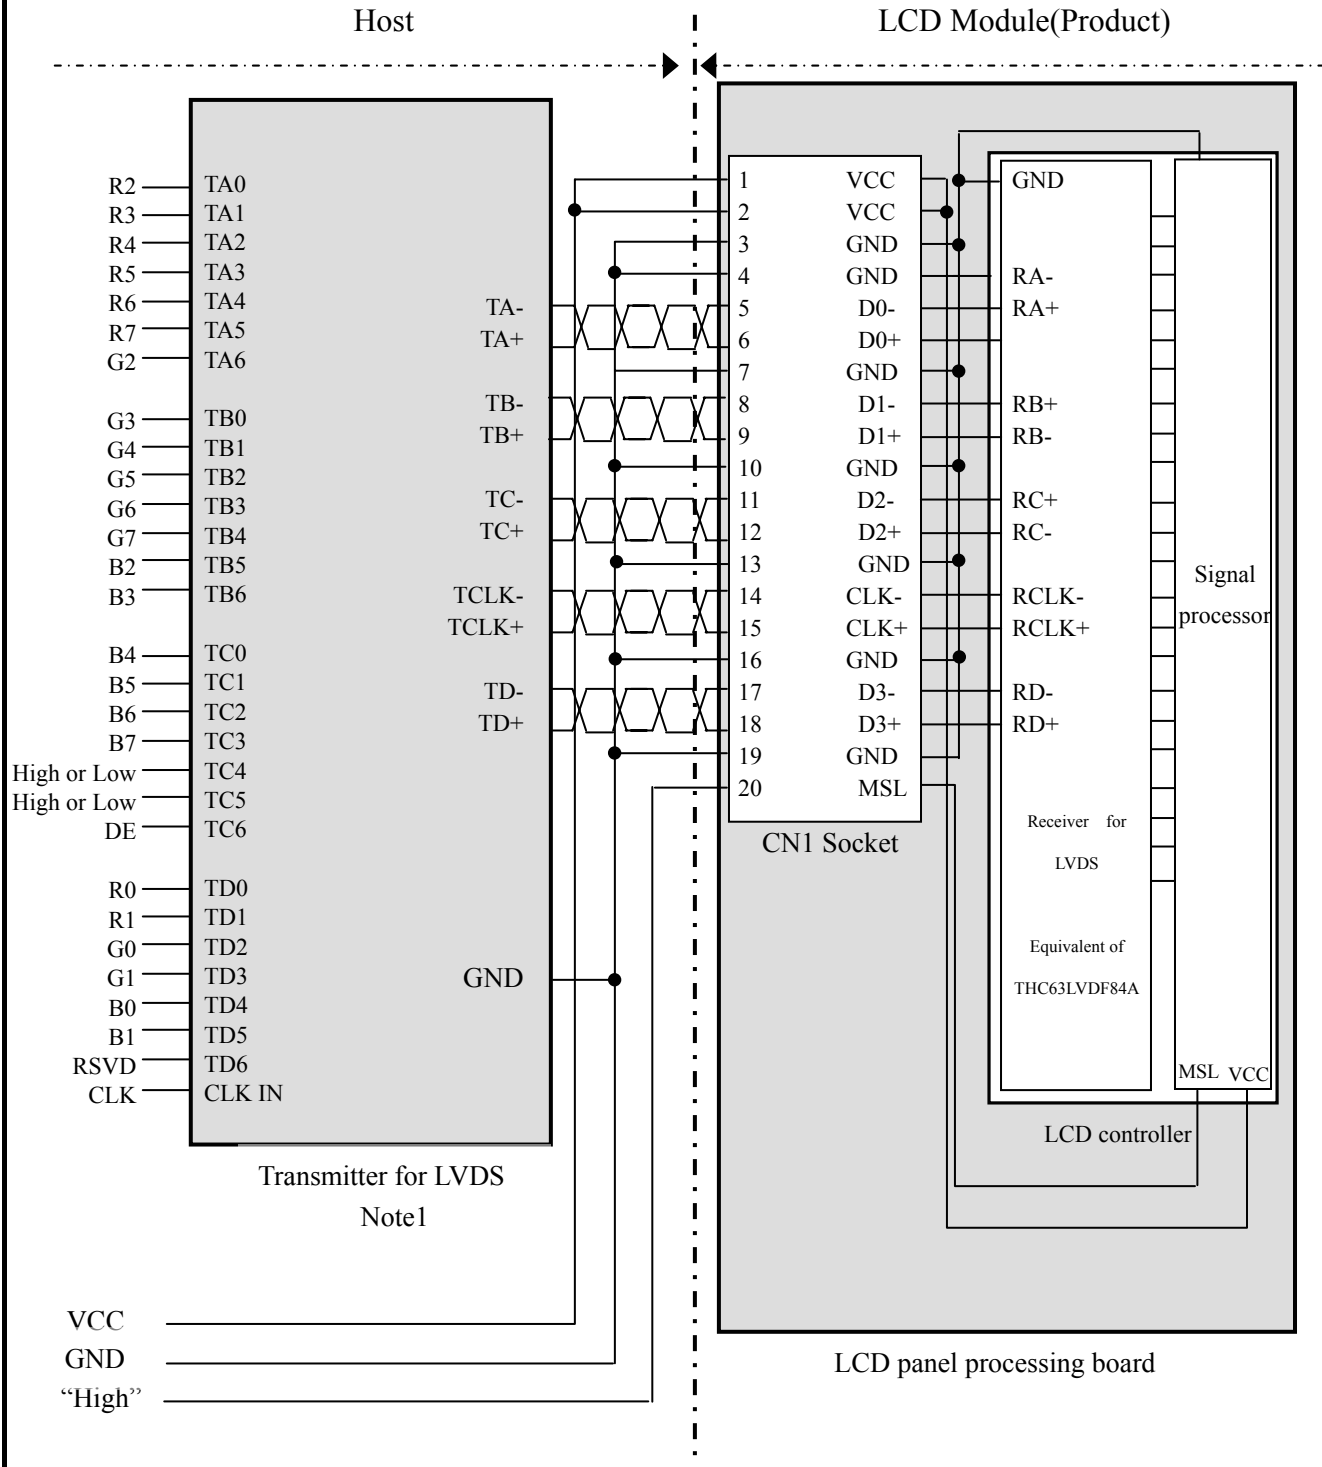 Host
LCD Module(Product)
R2 TA0
R3 TA1
R4 TA2
R5 TA3
R6 TA4
R7 TA5
G2 TA6
G3 TB0
G4 TB1
G5 TB2
G6 TB3
G7 TB4
B2 TB5
B3 TB6
B4 TC0
B5 TC1
B6 TC2
B7 TC3
High or Low TC4
High or Low TC5
DE TC6
R0 TD0
R1 TD1
G0 TD2
G1 TD3
B0 TD4
B1 TD5
RSVD TD6
CLK CLK IN
TA-
TA+
TB-
TB+
TC-
TC+
TCLK-
TCLK+
TD-
TD+
GND
Transmitter for LVDS
Note1
VCC
GND
“High”
1 VCC
2 VCC
3 GND
4 GND
5 D0-
6 D0+
7 GND
8 D1-
9 D1+
10 GND
11 D2-
12 D2+
13 GND
14 CLK-
15 CLK+
16 GND
17 D3-
18 D3+
19 GND
20 MSL
CN1 Socket
GND
RA-
RA+
RB+
RB-
RC+
RC-
RCLK-
RCLK+
RD-
RD+
Receiver for
LVDS
Equivalent of
THC63LVDF84A
Signal
processor
MSL VCC
LCD controller
LCD panel processing board